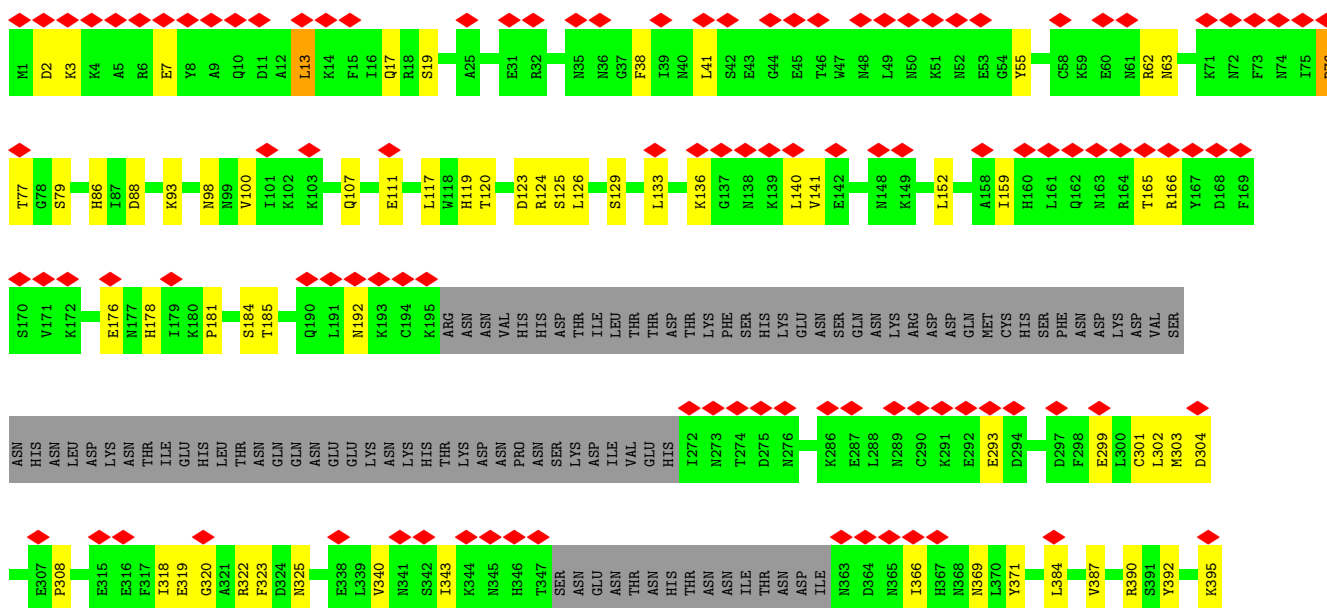 M1 D2 K3 K4 A5 R6 E7 Y8 A9 Q10 D11 A12 L13 K14 F15 I16 Q17 R18 S19 A25 E31 R32 N35 N36 G37 F38 I39 N40 L41 S42 E43 G44 E45 T46 W47 N48 L49 N50 K51 N52 E53 G54 Y55 C58 K59 E60 N61 R62 N63 K71 N72 F73 N74 I75
T77 G78 S79 H86 I87 D88 K93 N98 N99 V100 I101 K102 K103 Q107 E111 L117 W118 H119 T120 D123 R124 S125 L126 S129 L133 K136 G137 N138 K139 L140 V141 E142 N148 K149 L152 A158 I159 H160 L161 Q162 N163 R164 T165 R166 Y167 D168 F169
S170 V171 K172 E176 N177 H178 I179 K180 P181 S184 T185 Q190 L191 N192 K193 C194 K195 ARG ASN ASN VAL HIS HIS ASP THR ILE LEU THR THR ASP THR LYS PHE SER HIS LYS GLU ASN SER GLN ASN LYS ARG ASP ASP GLN MET CYS HIS SER PHE ASN ASP LYS ASP VAL SER
ASN HIS ASN LEU ASP LYS ASN THR ILE GLU HIS LEU THR ASN GLN GLN ASN GLU GLU LYS ASN LYS HIS THR LYS ASP ASN PRO ASN SER LYS ASP ILE VAL GLU HIS I272 N273 T274 D275 N276 K286 E287 L288 N289 C290 K291 E292 E293 D294 D297 F298 E299 L300 C301 L302 M303 D304
E307 P308 E315 E316 F317 I318 E319 G320 A321 R322 F323 D324 N325 E338 L339 V340 N341 S342 I343 K344 N345 H346 T347 SER ASN GLU ASN THR ASN HIS THR ASN ASN ILE THR ASN ASP ILE N363 D364 N365 I366 H367 N368 N369 L370 Y371 L384 V387 R390 S391 Y392 K395